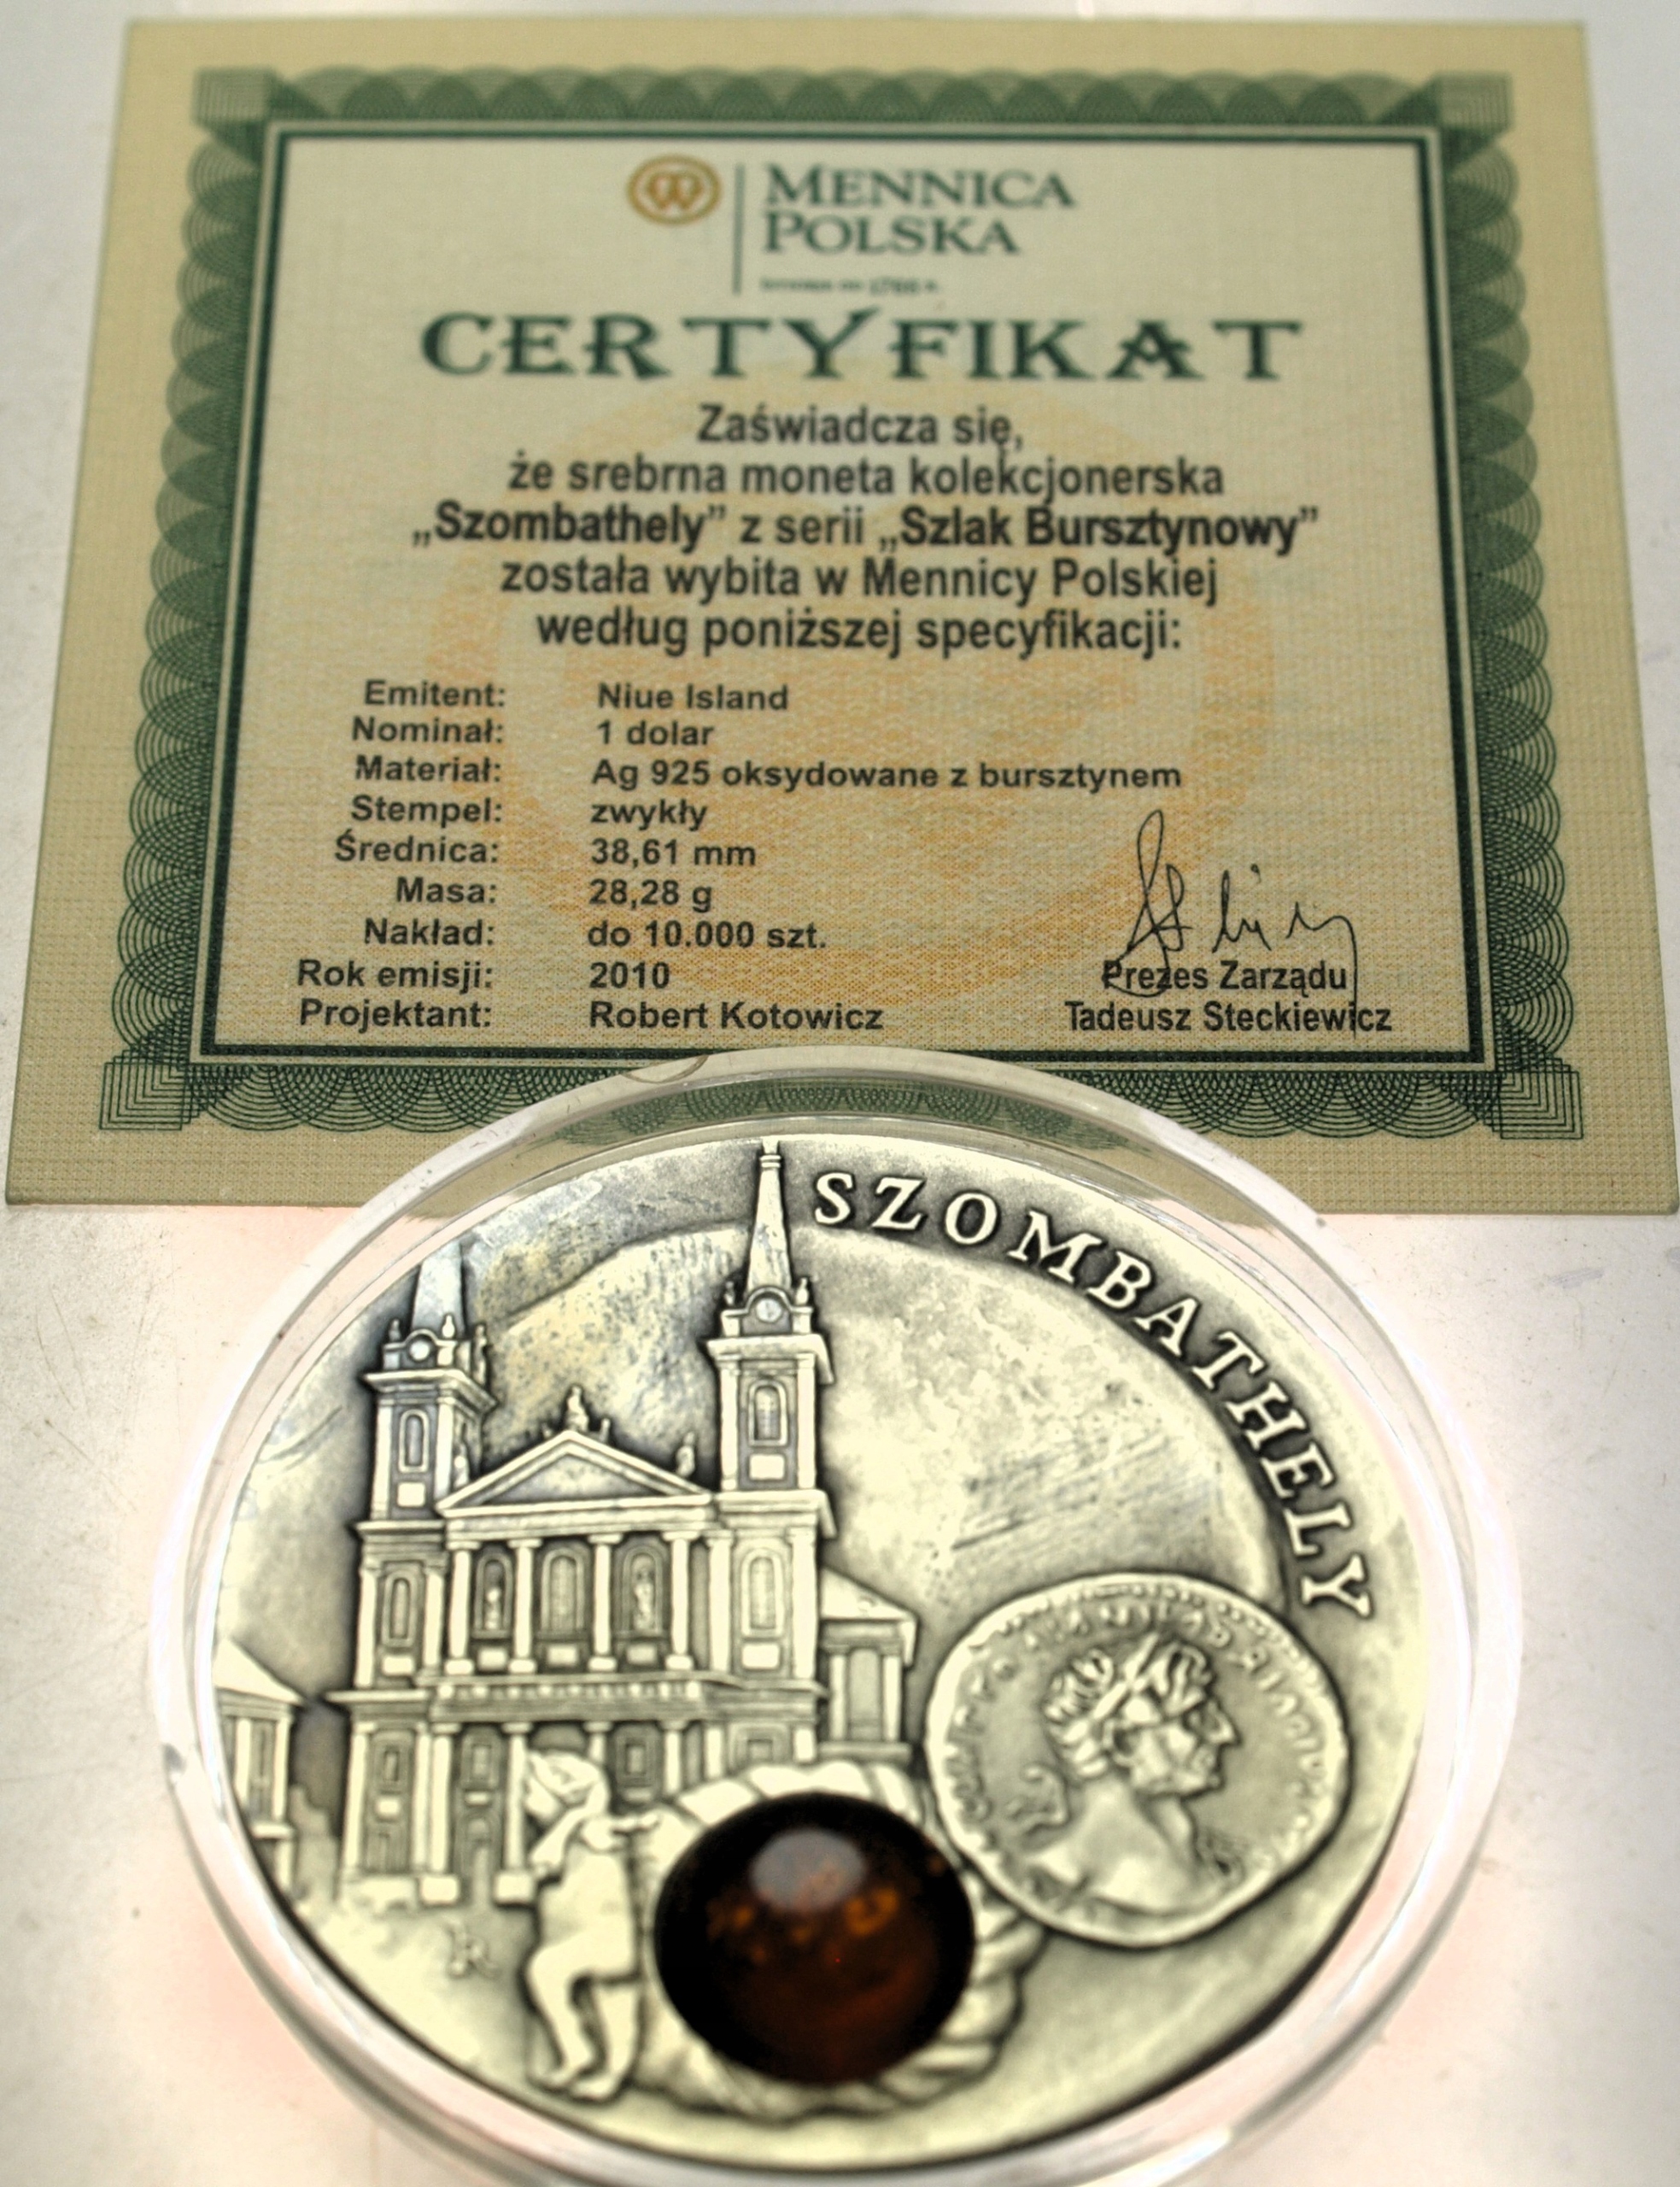 MENNICA
POLSKA
CERTYFIKAT
Zaświadcza się,
że srebrna moneta kolekcjonerska
„Szombathely” z serii „Szlak Bursztynowy”
została wybita w Mennicy Polskiej
według poniższej specyfikacji:
Emitent: Niue Island
Nominał: 1 dolar
Materiał: Ag 925 oksydowane z bursztynem
Stempel: zwykły
Średnica: 38,61 mm
Masa: 28,28 g
Nakład: do 10.000 szt.
Rok emisji: 2010
Projektant: Robert Kotowicz
Prezes Zarządu
Tadeusz Steckiewicz
SZOMBATHELY